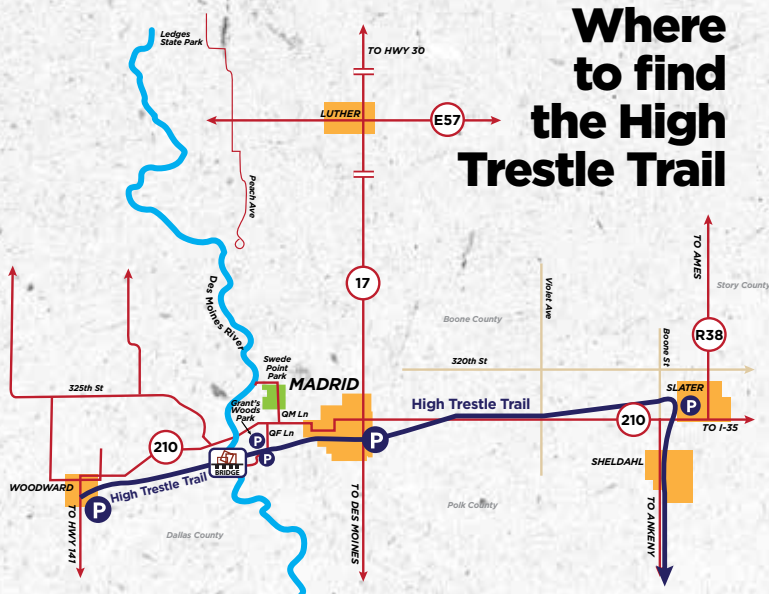 Where
to find
the High
Trestle Trail
Ledges
State Park
TO HWY 30
LUTHER
E57
Peach Ave
17
TO AMES
Story County
Des Moines River
Boone County
Violet Ave
R38
320th St
Boone St
Swede
Point
Park
MADRID
325th St
Grant's
Woods
Park
QM Ln
QF Ln
High Trestle Trail
SLATER
P
210
TO I-35
210
P
P
P
BRIDGE
SHELDAHL
WOODWARD
High Trestle Trail
P
TO HWY 141
TO DES MOINES
Polk County
TO ANKENY
Dallas County